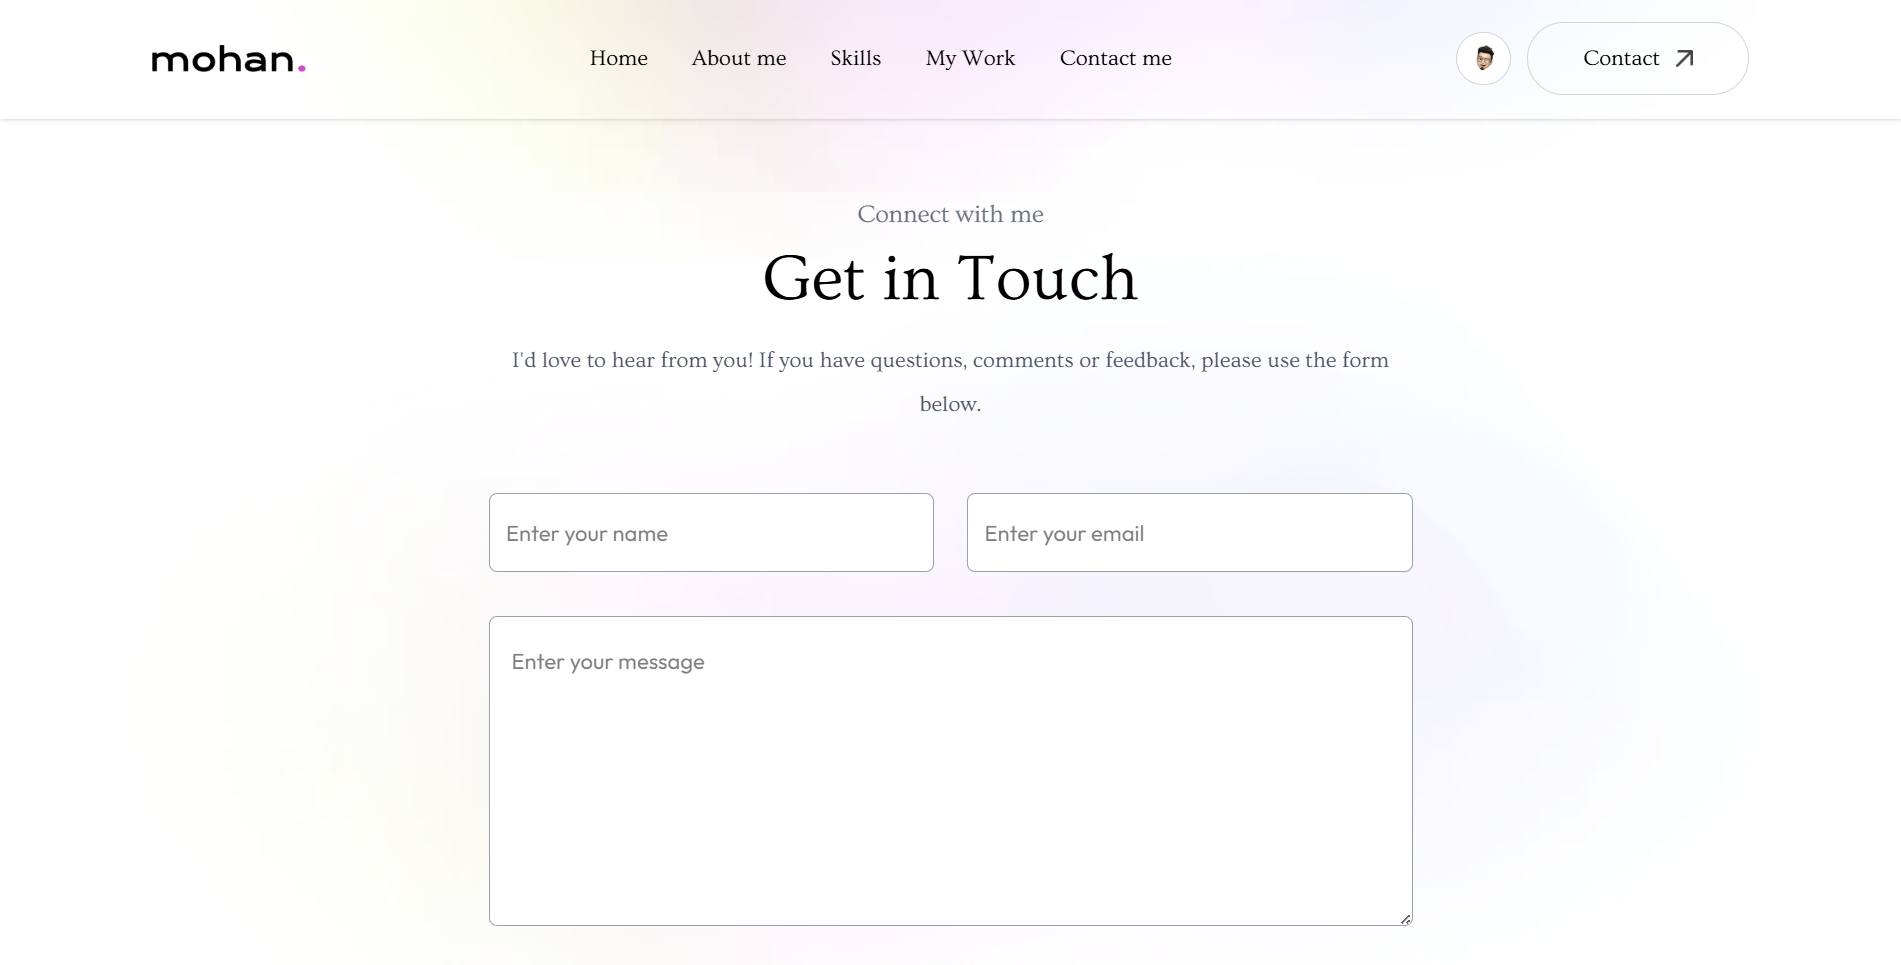 mohan.
Home
About me
Skills
My Work
Contact me
Contact
Connect with me
Get in Touch
I'd love to hear from you! If you have questions, comments or feedback, please use the form
below.
Enter your name
Enter your email
Enter your message